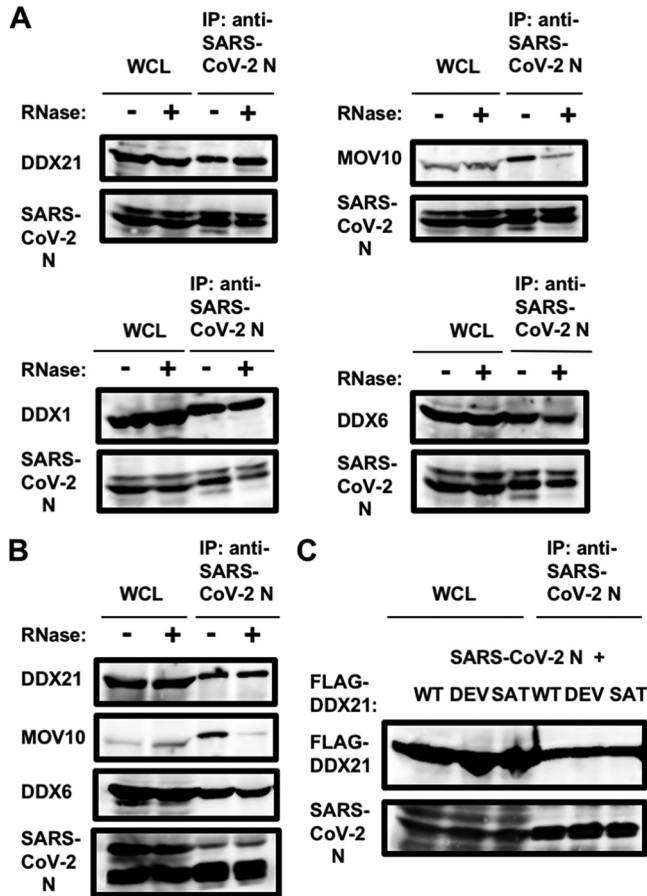 A
IP: anti-
SARS-
CoV-2 N
WCL
RNase: - + - +
DDX21
SARS-
CoV-2
N
IP: anti-
SARS-
CoV-2 N
WCL
RNase: - + - +
MOV10
SARS-
CoV-2
N
IP: anti-
SARS-
CoV-2 N
WCL
RNase: - + - +
DDX1
SARS-
CoV-2
N
IP: anti-
SARS-
CoV-2 N
WCL
RNase: - + - +
DDX6
SARS-
CoV-2
N
B
IP: anti-
SARS-
CoV-2 N
WCL
RNase: - + - +
DDX21
MOV10
DDX6
SARS-
CoV-2
N
C
IP: anti-
SARS-
CoV-2 N
WCL
SARS-CoV-2 N +
FLAG-
DDX21: WT DEV SAT WT DEV SAT
FLAG-
DDX21
SARS-
CoV-2
N